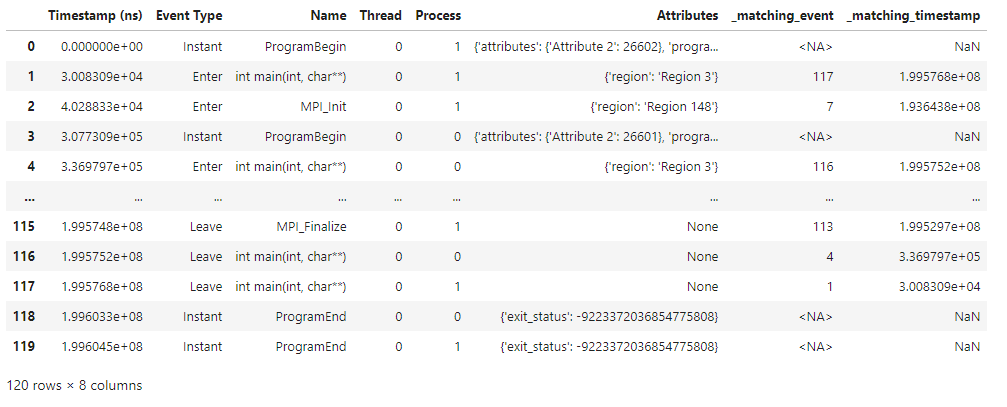 Timestamp (ns) Event Type Name Thread Process Attributes _matching_event _matching_timestamp
0 0.000000e+00 Instant ProgramBegin 0 1 {'attributes': {'Attribute 2': 26602}, 'progra... <NA> NaN
1 3.008309e+04 Enter int main(int, char**) 0 1 {'region': 'Region 3'} 117 1.995768e+08
2 4.028833e+04 Enter MPI_Init 0 1 {'region': 'Region 148'} 7 1.936438e+08
3 3.077309e+05 Instant ProgramBegin 0 0 {'attributes': {'Attribute 2': 26601}, 'progra... <NA> NaN
4 3.369797e+05 Enter int main(int, char**) 0 0 {'region': 'Region 3'} 116 1.995752e+08
... ... ... ... ... ... ... ... ...
115 1.995748e+08 Leave MPI_Finalize 0 1 None 113 1.995297e+08
116 1.995752e+08 Leave int main(int, char**) 0 0 None 4 3.369797e+05
117 1.995768e+08 Leave int main(int, char**) 0 1 None 1 3.008309e+04
118 1.996033e+08 Instant ProgramEnd 0 0 {'exit_status': -9223372036854775808} <NA> NaN
119 1.996045e+08 Instant ProgramEnd 0 1 {'exit_status': -9223372036854775808} <NA> NaN
120 rows × 8 columns